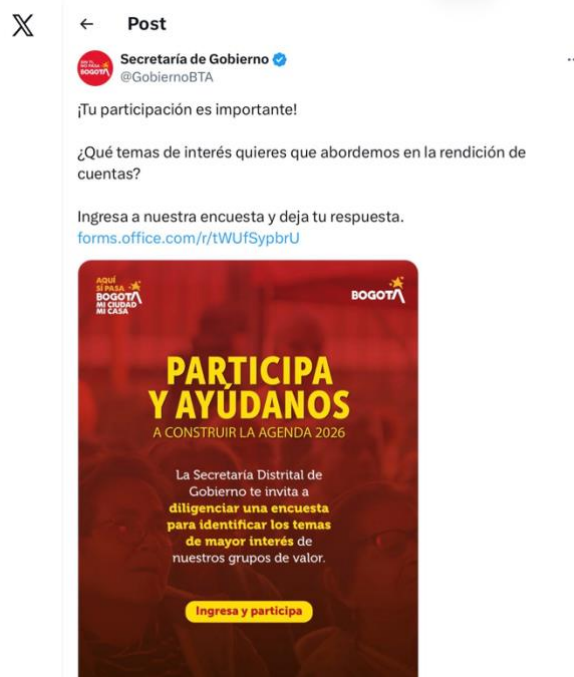 Post
Secretaría de Gobierno
@GobiernoBTA
¡Tu participación es importante!
¿Qué temas de interés quieres que abordemos en la rendición de
cuentas?
Ingresa a nuestra encuesta y deja tu respuesta.
forms.office.com/r/tWUfSypbrU
AQUÍ
SÍ PASA
BOGOTÁ
MI CIUDAD
MI CASA
BOGOTÁ
PARTICIPA
Y AYÚDANOS
A CONSTRUIR LA AGENDA 2026
La Secretaría Distrital de
Gobierno te invita a
diligenciar una encuesta
para identificar los temas
de mayor interés de
nuestros grupos de valor.
Ingresa y participa